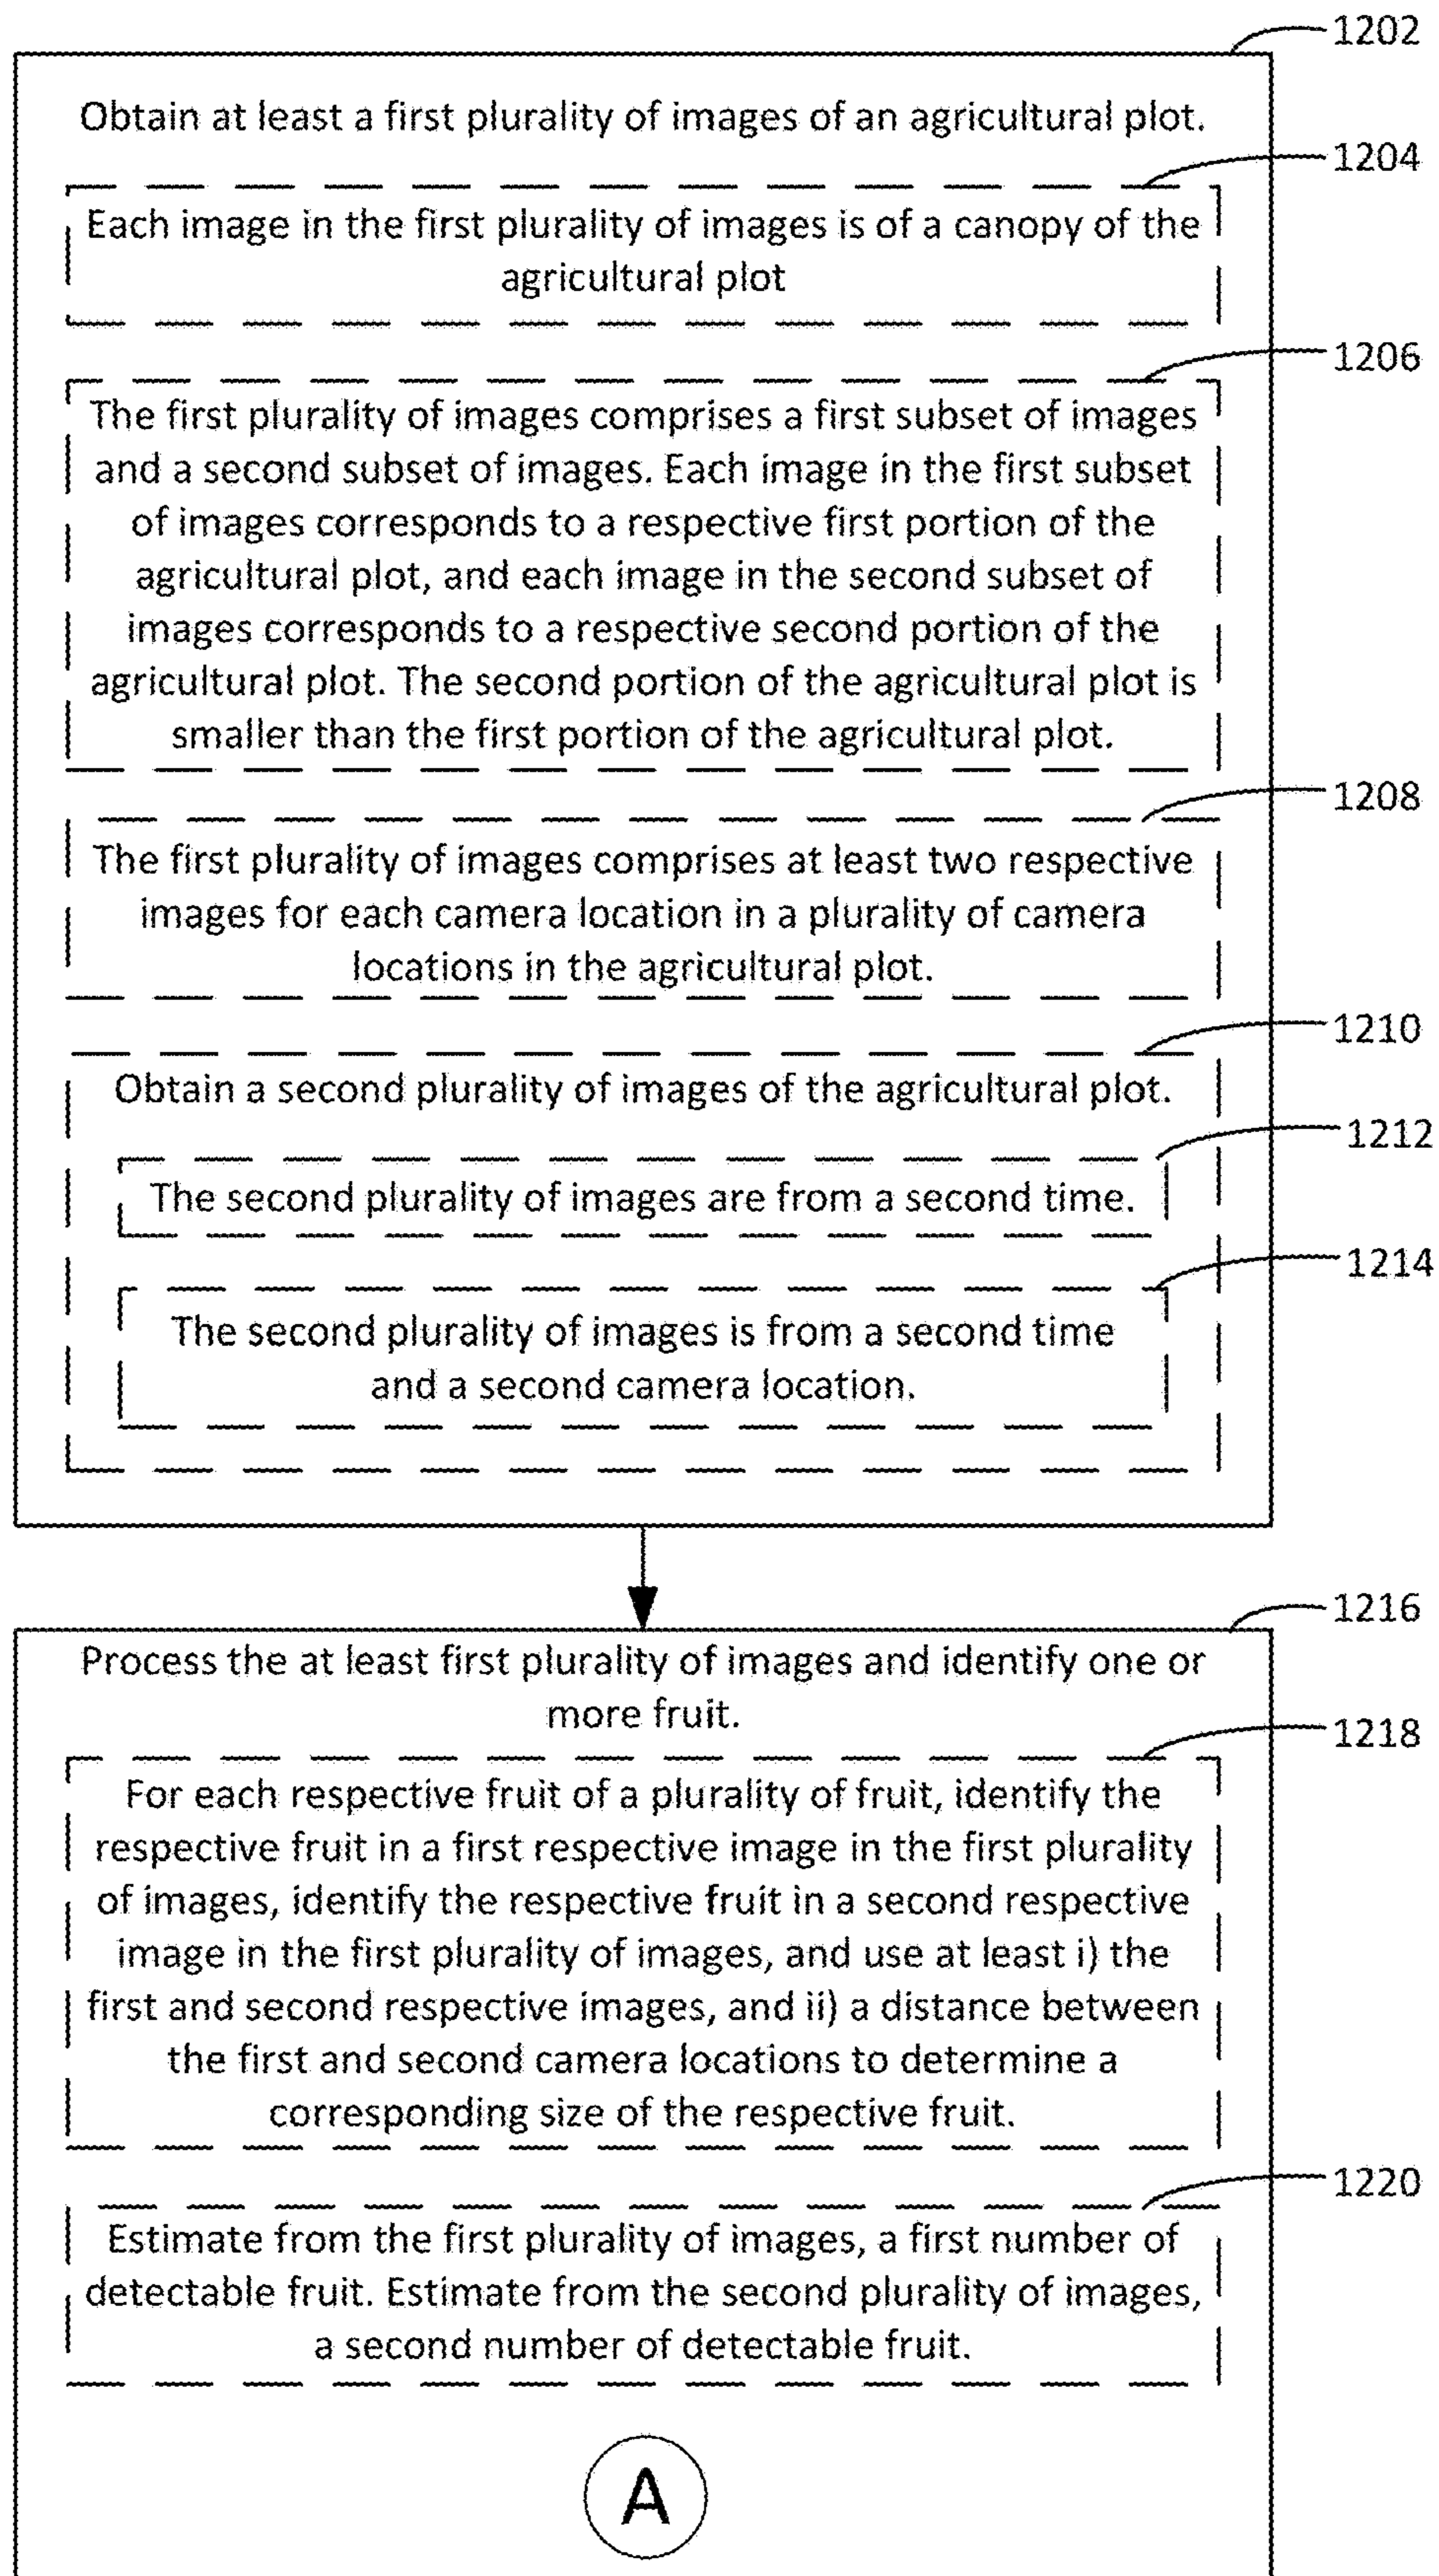 1202
Obtain at least a first plurality of images of an agricultural plot.
1204
Each image in the first plurality of images is of a canopy of the
agricultural plot
1206
The first plurality of images comprises a first subset of images
and a second subset of images. Each image in the first subset
of images corresponds to a respective first portion of the
agricultural plot, and each image in the second subset of
images corresponds to a respective second portion of the
agricultural plot. The second portion of the agricultural plot is
smaller than the first portion of the agricultural plot.
1208
The first plurality of images comprises at least two respective
images for each camera location in a plurality of camera
locations in the agricultural plot.
1210
Obtain a second plurality of images of the agricultural plot.
1212
The second plurality of images are from a second time.
1214
The second plurality of images is from a second time
and a second camera location.
1216
Process the at least first plurality of images and identify one or
more fruit.
1218
For each respective fruit of a plurality of fruit, identify the
respective fruit in a first respective image in the first plurality
of images, identify the respective fruit in a second respective
image in the first plurality of images, and use at least i) the
first and second respective images, and ii) a distance between
the first and second camera locations to determine a
corresponding size of the respective fruit.
1220
Estimate from the first plurality of images, a first number of
detectable fruit. Estimate from the second plurality of images,
a second number of detectable fruit.
A